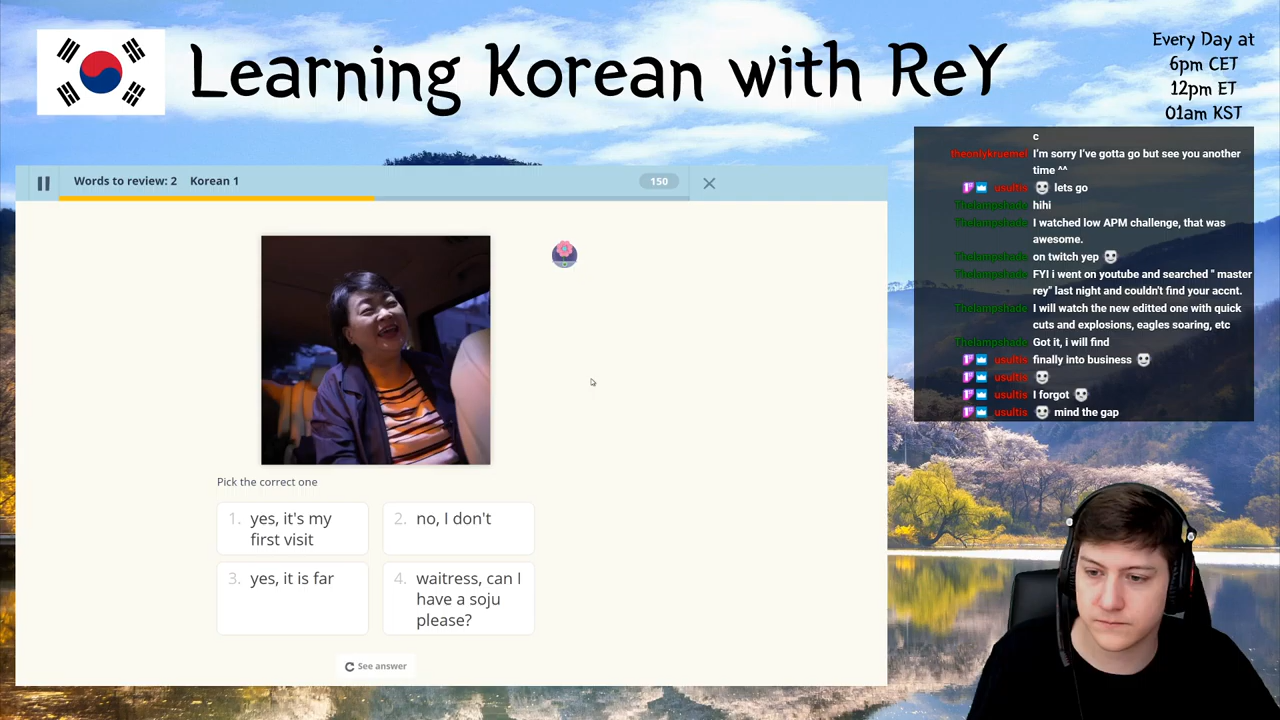 Learning Korean with ReY
Every Day at
6pm CET
12pm ET
01am KST
c
theonlykruemel I'm sorry I've gotta go but see you another
time ^^
usultis lets go
Thelampshade hihi
Thelampshade I watched low APM challenge, that was
awesome.
Thelampshade on twitch yep
Thelampshade FYI i went on youtube and searched " master
rey" last night and couldn't find your accnt.
Thelampshade I will watch the new editted one with quick
cuts and explosions, eagles soaring, etc
Thelampshade Got it, i will find
usultis finally into business
usultis
usultis I forgot
usultis mind the gap
Words to review: 2 Korean 1
150
Pick the correct one
1. yes, it's my
first visit
2. no, I don't
3. yes, it is far
4. waitress, can I
have a soju
please?
See answer